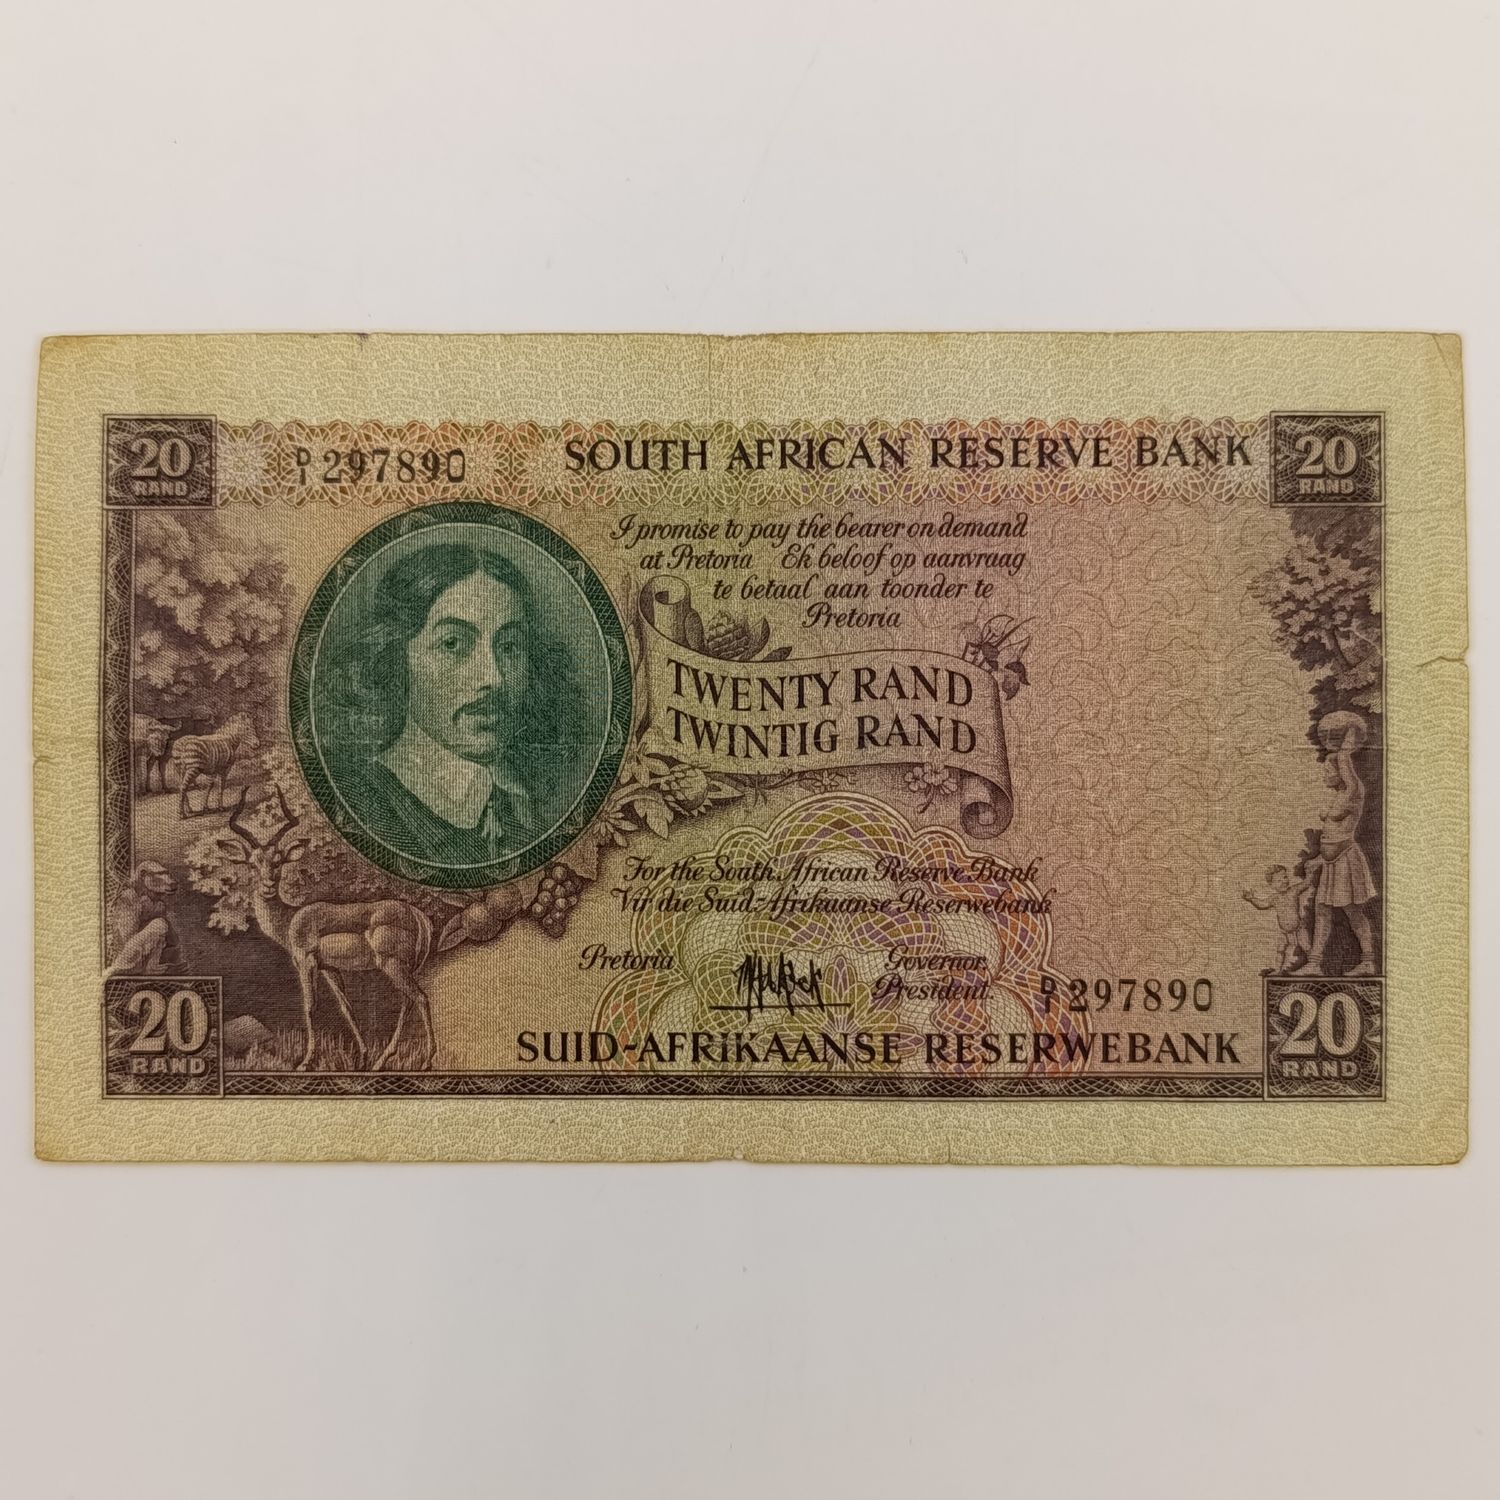 20 RAND
D/1 297890
SOUTH AFRICAN RESERVE BANK
20 RAND
I promise to pay the bearer on demand
at Pretoria Ek beloof op aanvraag
te betaal aan toonder te
Pretoria
TWENTY RAND
TWINTIG RAND
For the South African Reserve Bank
Vir die Suid-Afrikaanse Reserwebank
Pretoria
Governor.
President.
D/1 297890
20 RAND
SUID-AFRIKAANSE RESERWEBANK
20 RAND